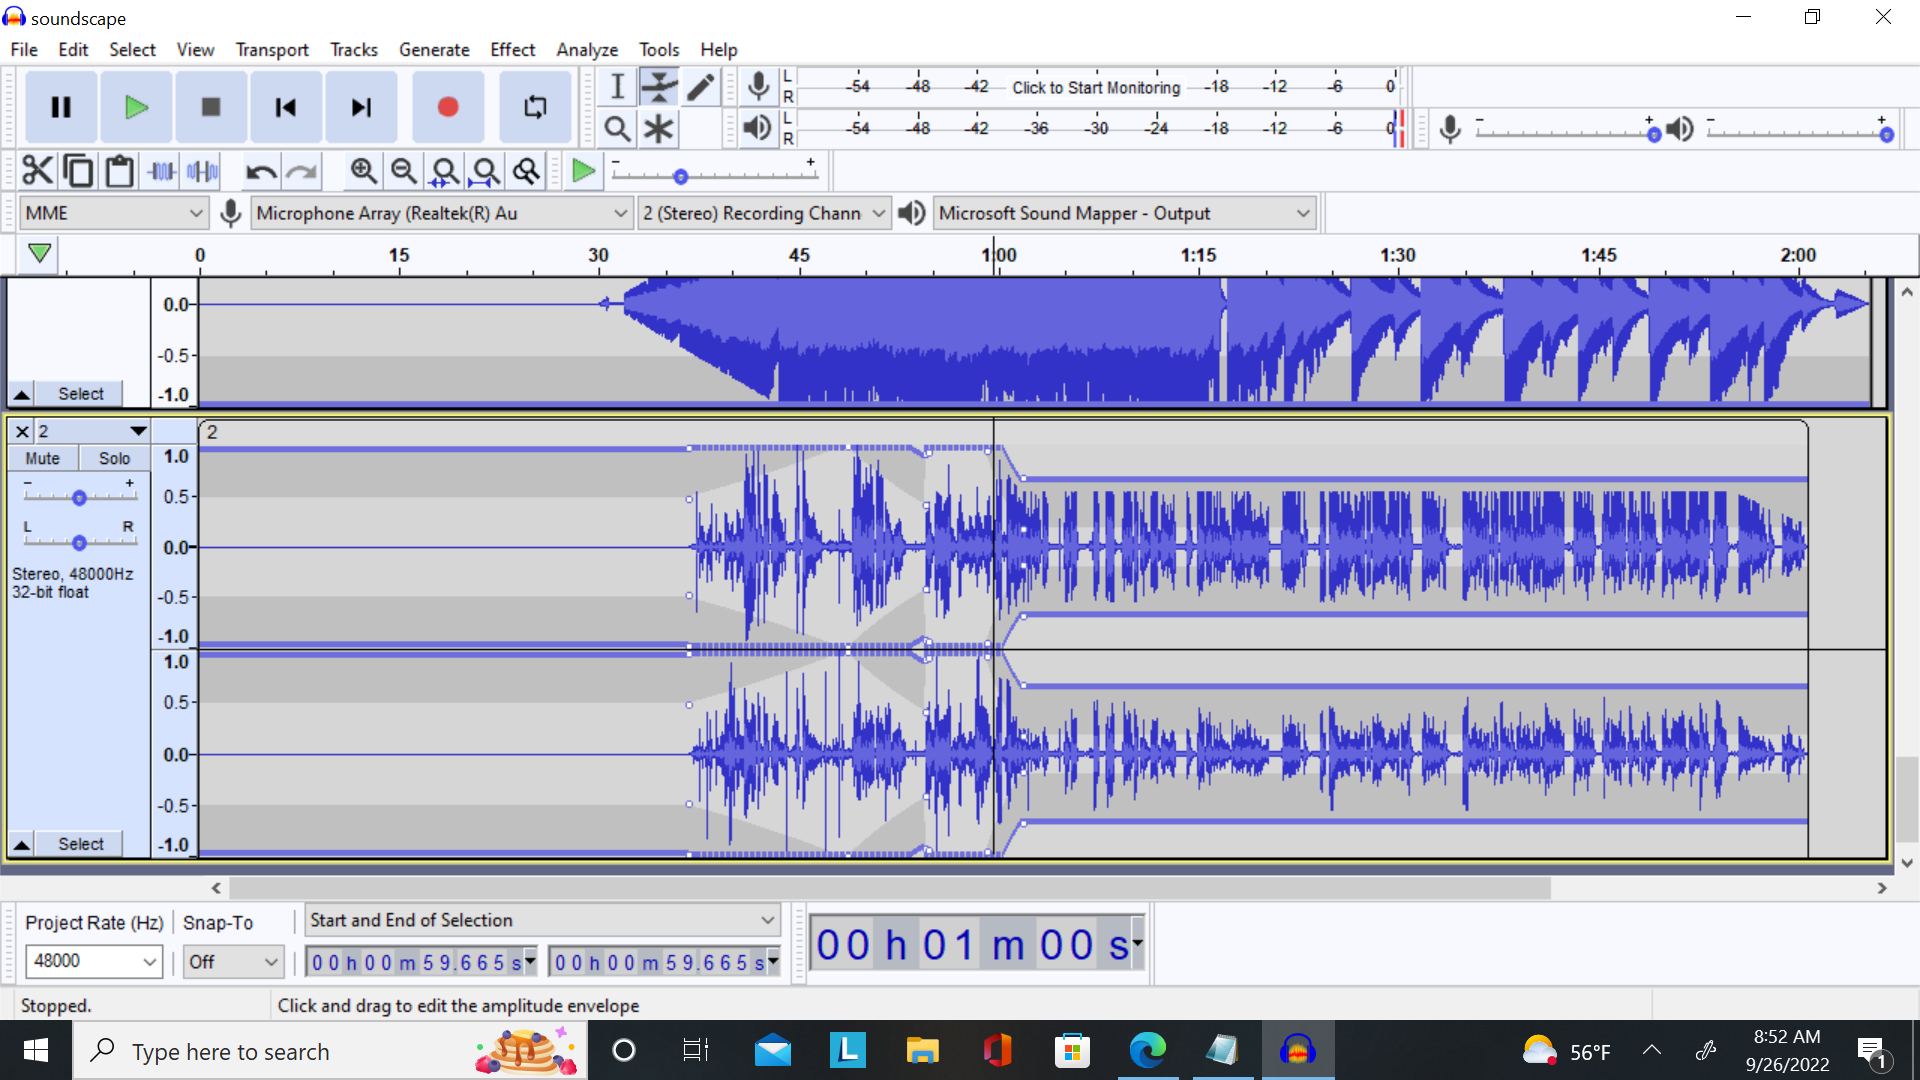 soundscape
File Edit Select View Transport Tracks Generate Effect Analyze Tools Help
L
R
-54 -48 -42 Click to Start Monitoring -18 -12 -6 0
L
R
-54 -48 -42 -36 -30 -24 -18 -12 -6 0
- +
- +
- +
MME
Microphone Array (Realtek(R) Au
2 (Stereo) Recording Chann
Microsoft Sound Mapper - Output
0 15 30 45 1:00 1:15 1:30 1:45 2:00
0.0
-0.5
-1.0
Select
2
2
Mute Solo
- +
L R
Stereo, 48000Hz
32-bit float
1.0
0.5
0.0
-0.5
-1.0
1.0
0.5
0.0
-0.5
-1.0
Select
Project Rate (Hz) Snap-To
Start and End of Selection
48000
Off
00 h 00 m 59.665 s
00 h 00 m 59.665 s
00 h 01 m 00 s
Stopped.
Click and drag to edit the amplitude envelope
Type here to search
L
56°F
8:52 AM
9/26/2022
1